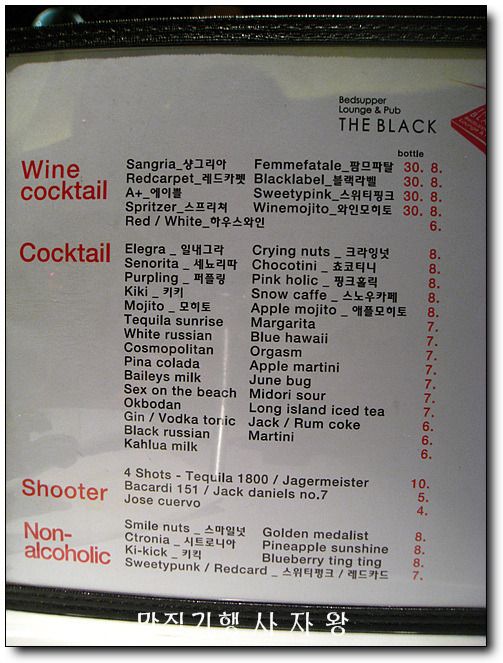 Bedsupper
Lounge & Pub
THE BLACK
bottle
Wine cocktail
Sangria_샹그리아 Femmefatale_팜므파탈 30. 8.
Redcarpet_레드카펫 Blacklabel_블랙라벨 30. 8.
A+_에이쁠 Sweetypink_스위티핑크 30. 8.
Spritzer_스프리쳐 Winemojito_와인모히토 30. 8.
Red / White_하우스와인 6.
Cocktail
Elegra _ 일내그라 Crying nuts _ 크라잉넛 8.
Senorita _ 세뇨리따 Chocotini _ 쵸코티니 8.
Purpling _ 퍼플링 Pink holic _ 핑크홀릭 8.
Kiki _ 키키 Snow caffe _ 스노우카페 8.
Mojito _ 모히토 Apple mojito _ 애플모히토 8.
Tequila sunrise Margarita 7.
White russian Blue hawaii 7.
Cosmopolitan Orgasm 7.
Pina colada Apple martini 7.
Baileys milk June bug 7.
Sex on the beach Midori sour 7.
Okbodan Long island iced tea 7.
Gin / Vodka tonic Jack / Rum coke 6.
Black russian Martini 6.
Kahlua milk 6.
Shooter
4 Shots - Tequila 1800 / Jagermeister 10.
Bacardi 151 / Jack daniels no.7 5.
Jose cuervo 4.
Non-alcoholic
Smile nuts _ 스마일넛 Golden medalist 8.
Ctronia _ 시트로니아 Pineapple sunshine 8.
Ki-kick _ 키킥 Blueberry ting ting 8.
Sweetypunk / Redcard _ 스위티펑크 / 레드카드 7.
맛집기행 사자왕